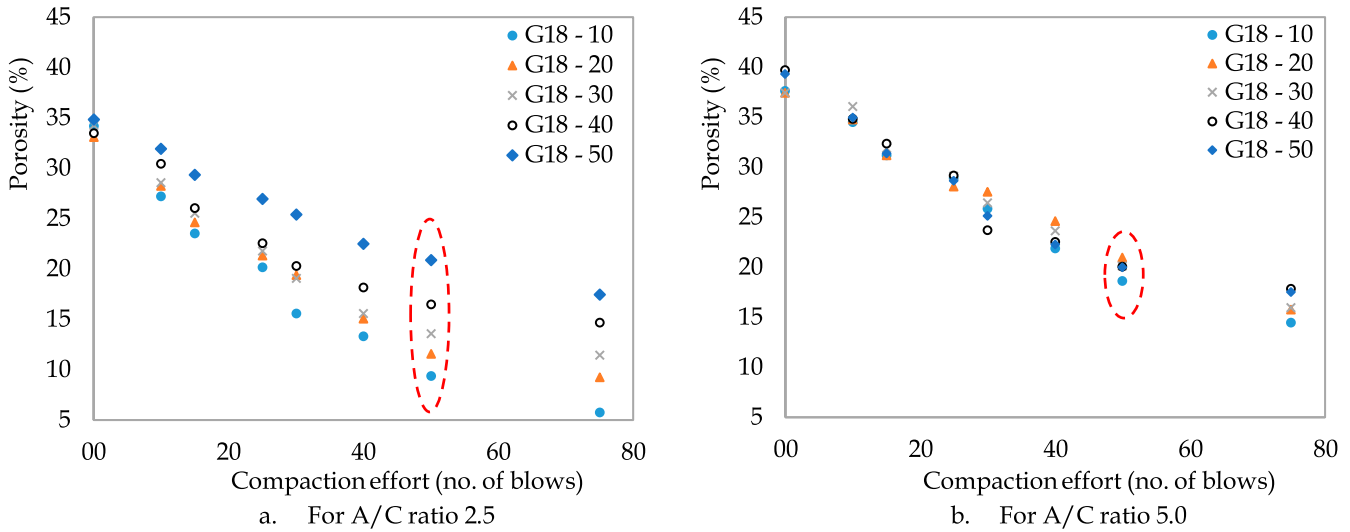 45
40
35
30
25
20
15
10
5
Porosity (%)
G18 - 10
G18 - 20
G18 - 30
G18 - 40
G18 - 50
00
20
40
60
80
Compaction effort (no. of blows)
a. For A/C ratio 2.5
45
40
35
30
25
20
15
10
5
Porosity (%)
G18 - 10
G18 - 20
G18 - 30
G18 - 40
G18 - 50
00
20
40
60
80
Compaction effort (no. of blows)
b. For A/C ratio 5.0